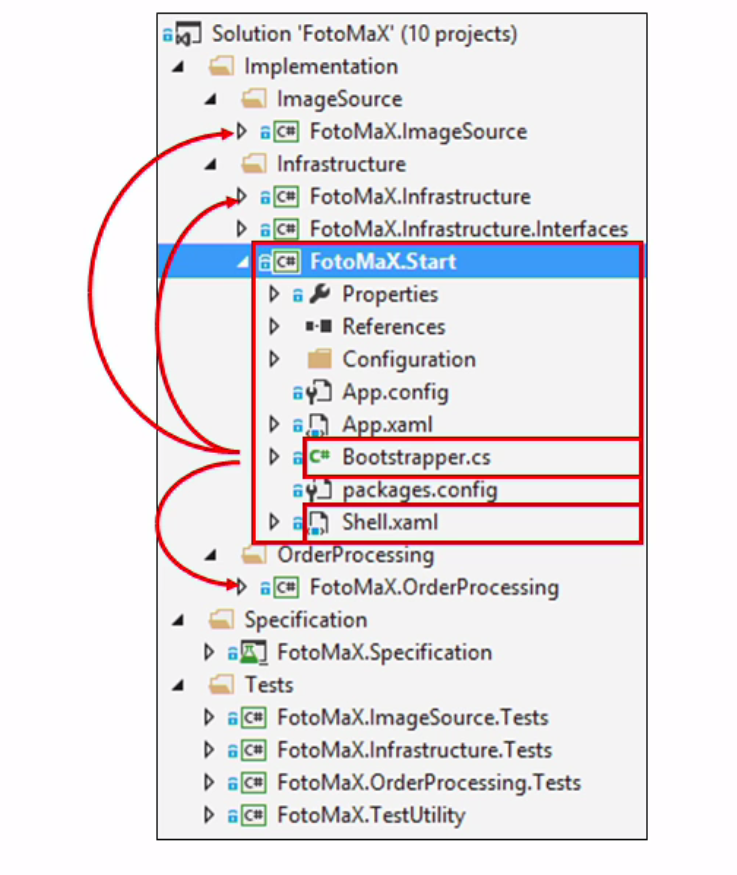 Solution 'FotoMaX' (10 projects)
Implementation
ImageSource
C# FotoMaX.ImageSource
Infrastructure
C# FotoMaX.Infrastructure
C# FotoMaX.Infrastructure.Interfaces
C# FotoMaX.Start
Properties
References
Configuration
App.config
App.xaml
C# Bootstrapper.cs
packages.config
Shell.xaml
OrderProcessing
C# FotoMaX.OrderProcessing
Specification
FotoMaX.Specification
Tests
C# FotoMaX.ImageSource.Tests
C# FotoMaX.Infrastructure.Tests
C# FotoMaX.OrderProcessing.Tests
C# FotoMaX.TestUtility